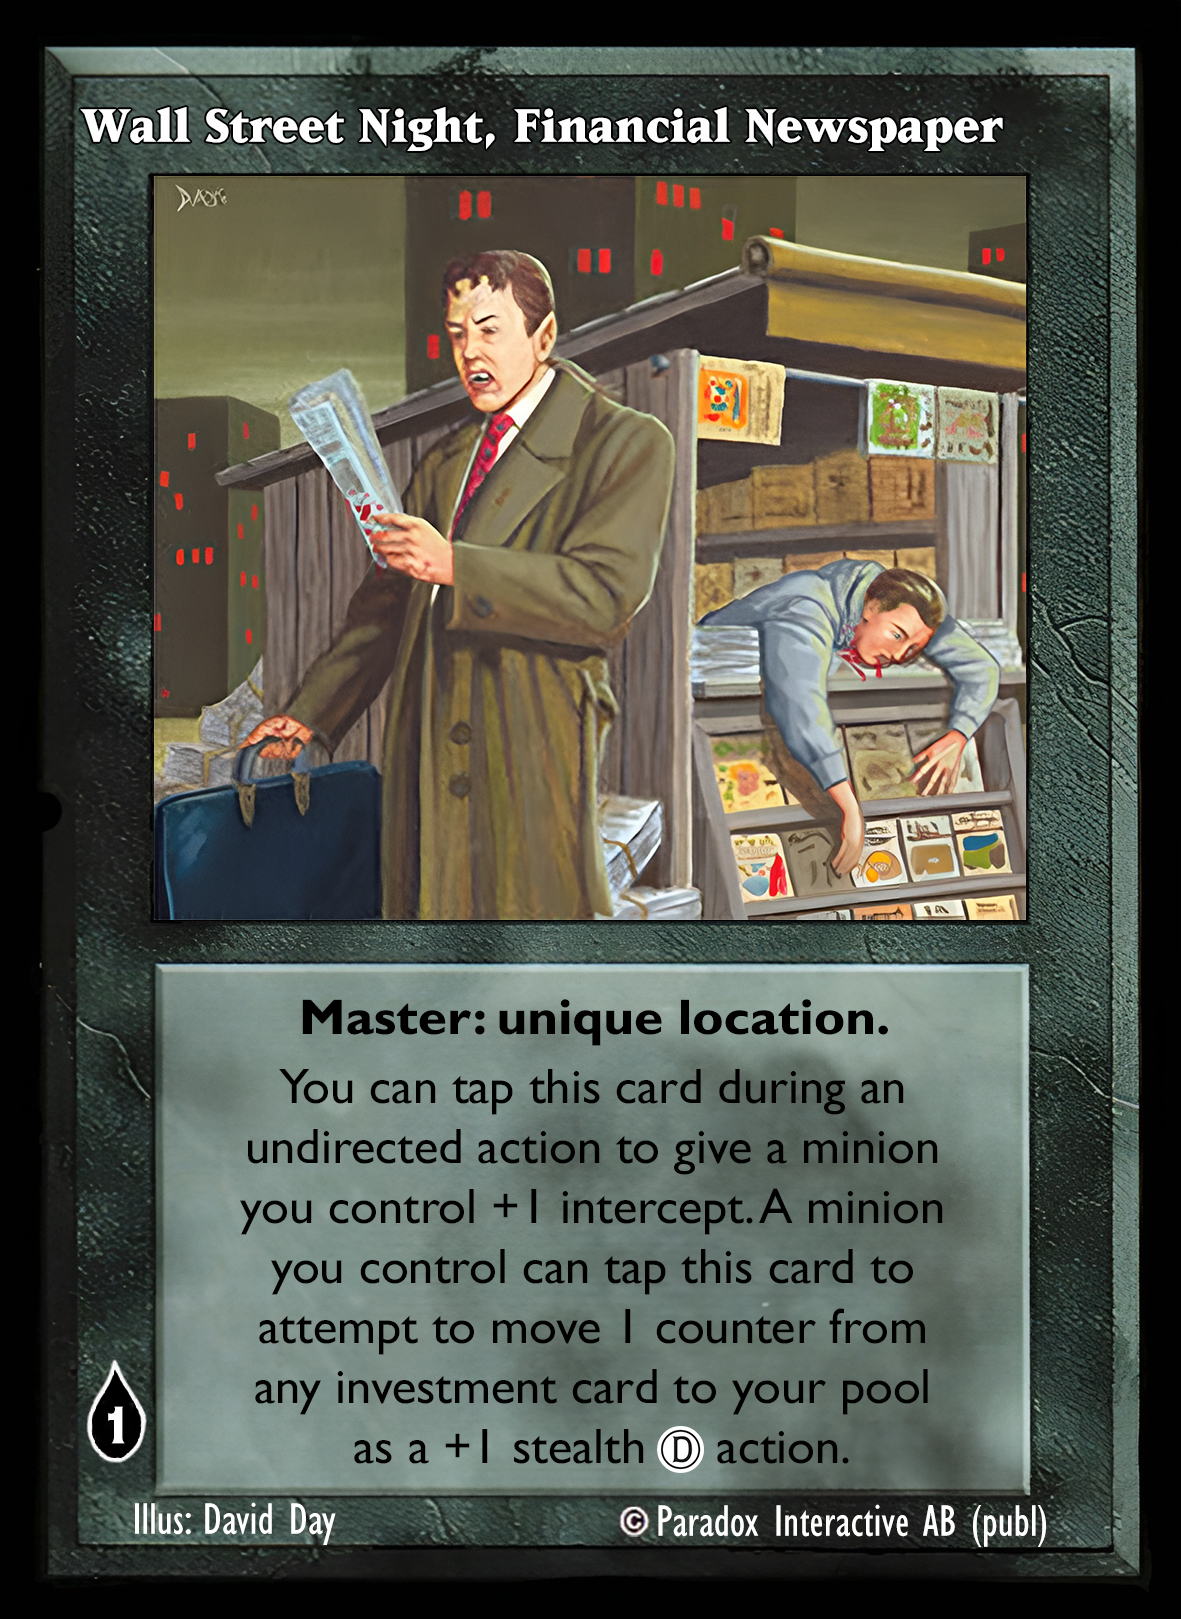 Wall Street Night, Financial Newspaper
DAY
Master: unique location.
You can tap this card during an
undirected action to give a minion
you control +1 intercept. A minion
you control can tap this card to
attempt to move 1 counter from
any investment card to your pool
as a +1 stealth Ⓓ action.
1
Illus: David Day
© Paradox Interactive AB (publ)